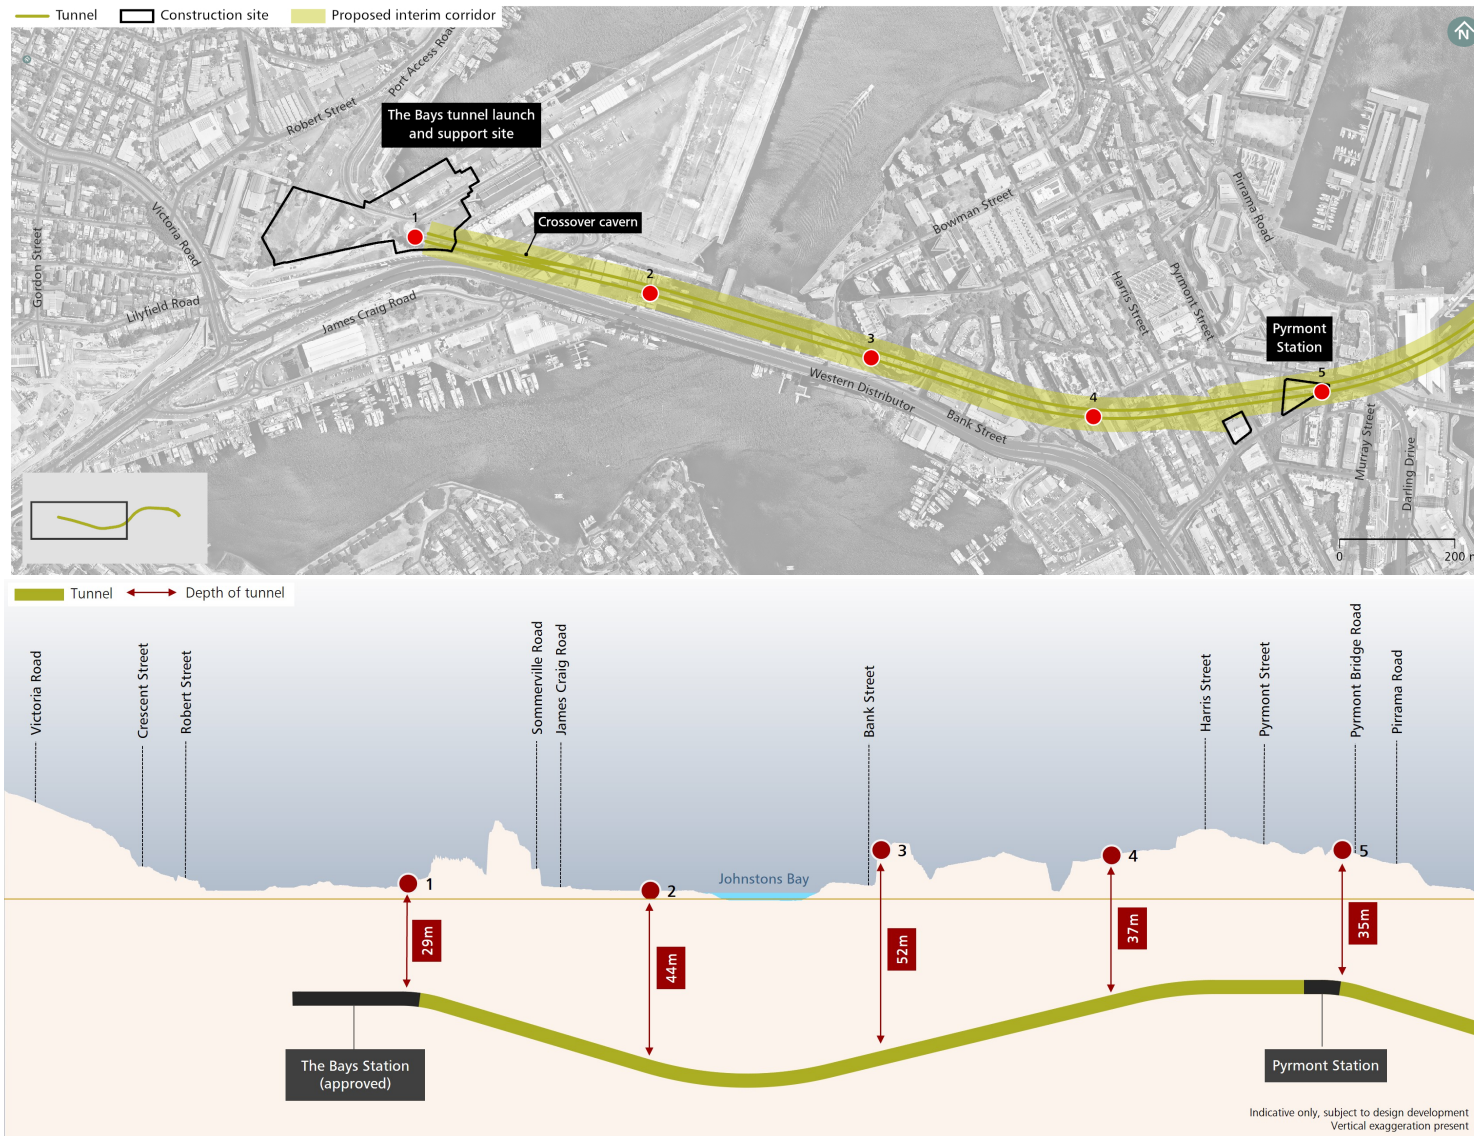 Tunnel
Construction site
Proposed interim corridor
N
Port Access Road
Robert Street
The Bays tunnel launch
and support site
Victoria Road
Gordon Street
Lilyfield Road
James Craig Road
1
Crossover cavern
2
3
Western Distributor
Bank Street
4
Bowman Street
Pirrama Road
Harris Street
Pyrmont Street
Pyrmont
Station
5
Murray Street
Darling Drive
0
200 m
Tunnel
Depth of tunnel
Victoria Road
Crescent Street
Robert Street
Sommerville Road
James Craig Road
Bank Street
Harris Street
Pyrmont Street
Pyrmont Bridge Road
Pirrama Road
1
2
Johnstons Bay
3
4
5
29m
44m
52m
37m
35m
The Bays Station
(approved)
Pyrmont Station
Indicative only, subject to design development
Vertical exaggeration present